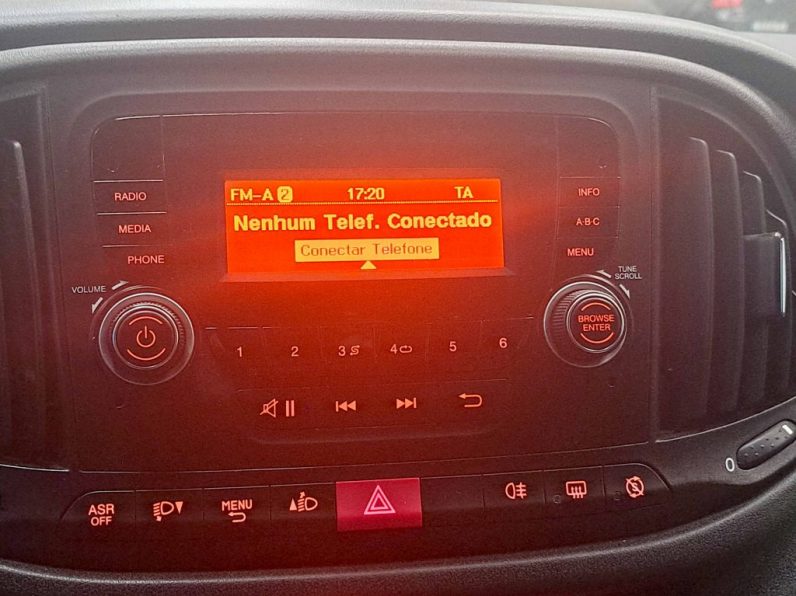 FM-A 2 17:20 TA
Nenhum Telef. Conectado
Conectar Telefone
RADIO
MEDIA
PHONE
VOLUME
INFO
A-B-C
MENU
TUNE
SCROLL
BROWSE
ENTER
1 2 3 4 5 6
ASR
OFF
MENU
0